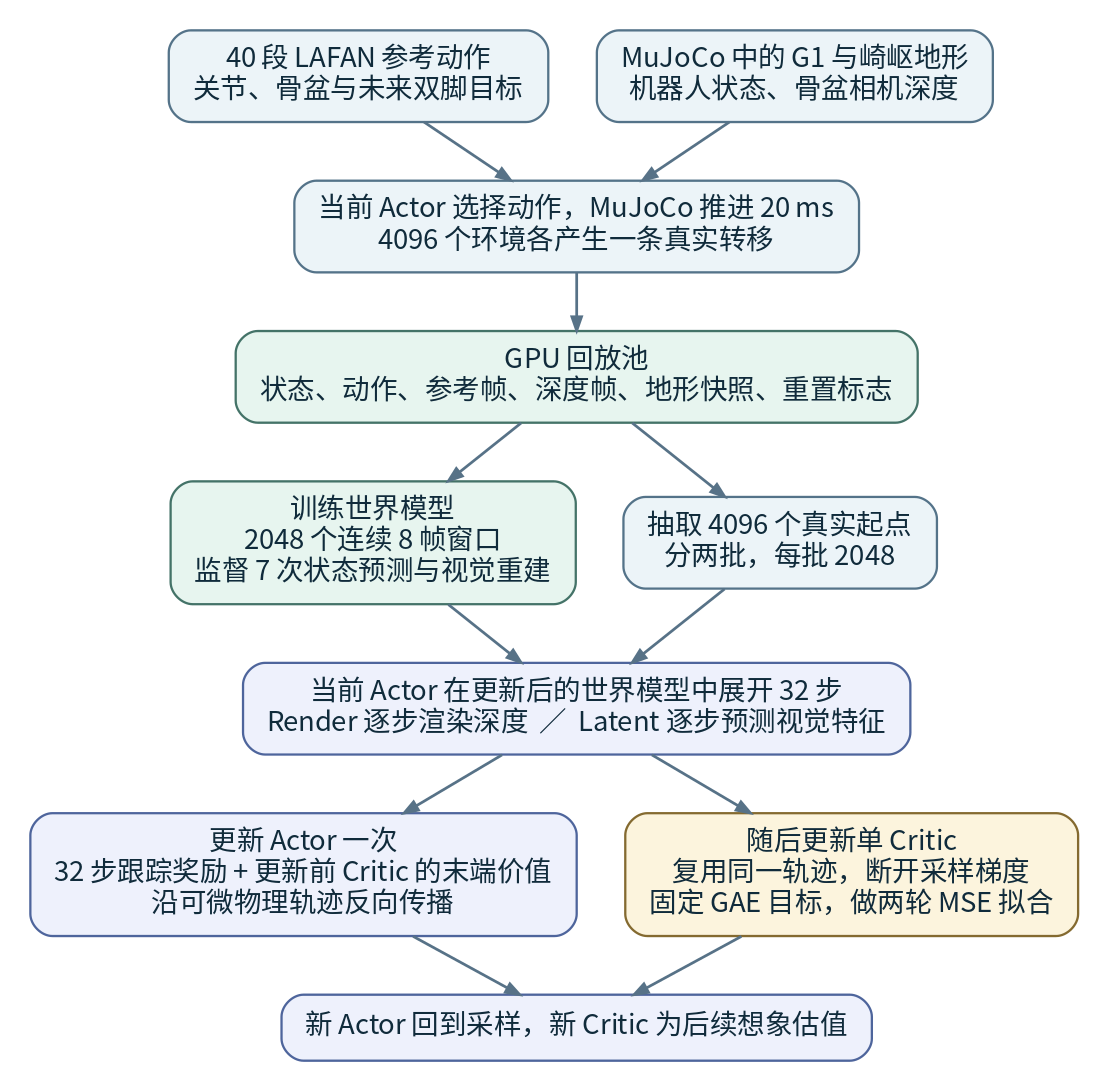 40 段 LAFAN 参考动作
关节、骨盆与未来双脚目标
MuJoCo 中的 G1 与崎岖地形
机器人状态、骨盆相机深度
当前 Actor 选择动作，MuJoCo 推进 20 ms
4096 个环境各产生一条真实转移
GPU 回放池
状态、动作、参考帧、深度帧、地形快照、重置标志
训练世界模型
2048 个连续 8 帧窗口
监督 7 次状态预测与视觉重建
抽取 4096 个真实起点
分两批，每批 2048
当前 Actor 在更新后的世界模型中展开 32 步
Render 逐步渲染深度 ／ Latent 逐步预测视觉特征
更新 Actor 一次
32 步跟踪奖励 + 更新前 Critic 的末端价值
沿可微物理轨迹反向传播
随后更新单 Critic
复用同一轨迹，断开采样梯度
固定 GAE 目标，做两轮 MSE 拟合
新 Actor 回到采样，新 Critic 为后续想象估值